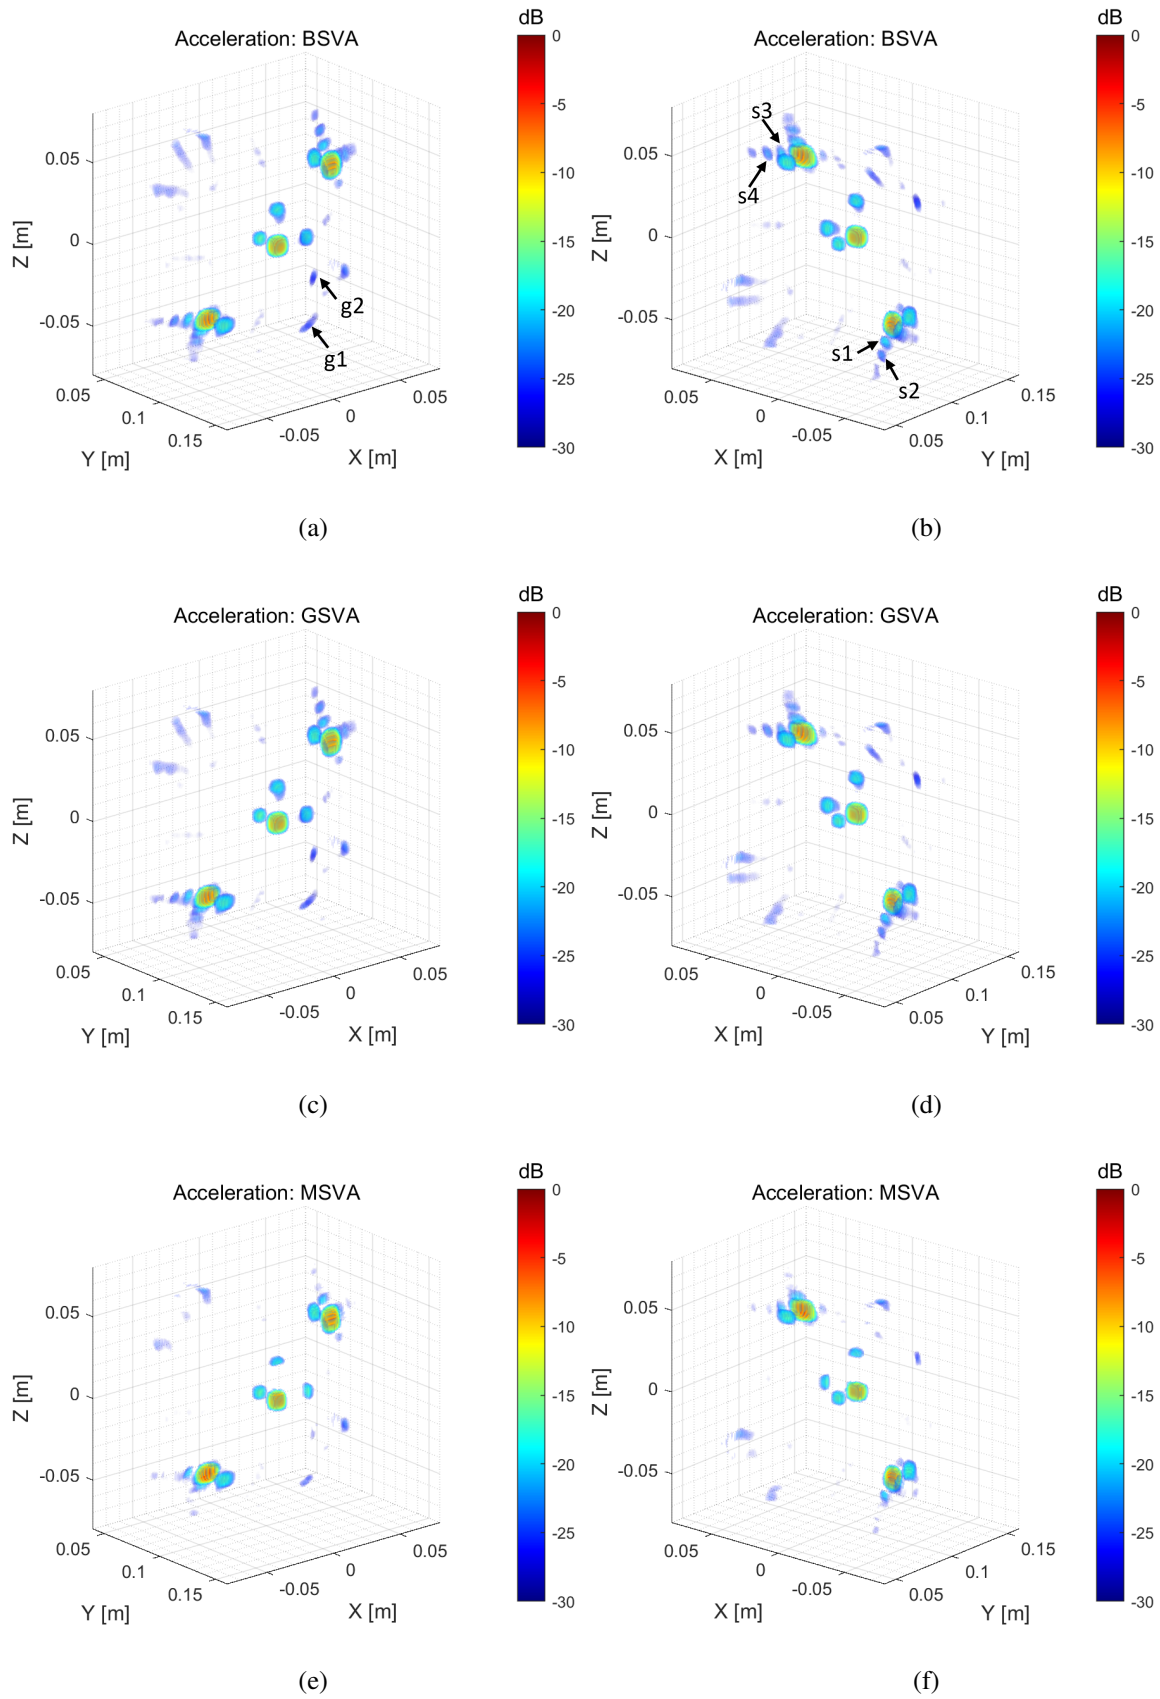 dB
dB
Acceleration: BSVA
Acceleration: BSVA
0
-5
-10
-15
-20
-25
-30
0
-5
-10
-15
-20
-25
-30
0.05
0
-0.05
Z [m]
g2
g1
0.05
0.1
0.15
Y [m]
-0.05
0
0.05
X [m]
s3
s4
s1
s2
0.05
0
-0.05
Z [m]
0.05
0
-0.05
X [m]
0.05
0.1
0.15
Y [m]
(a)
(b)
dB
dB
Acceleration: GSVA
Acceleration: GSVA
0
-5
-10
-15
-20
-25
-30
0
-5
-10
-15
-20
-25
-30
0.05
0
-0.05
Z [m]
0.05
0.1
0.15
Y [m]
-0.05
0
0.05
X [m]
0.05
0
-0.05
Z [m]
0.05
0
-0.05
X [m]
0.05
0.1
0.15
Y [m]
(c)
(d)
dB
dB
Acceleration: MSVA
Acceleration: MSVA
0
-5
-10
-15
-20
-25
-30
0
-5
-10
-15
-20
-25
-30
0.05
0
-0.05
Z [m]
0.05
0.1
0.15
Y [m]
-0.05
0
0.05
X [m]
0.05
0
-0.05
Z [m]
0.05
0
-0.05
X [m]
0.05
0.1
0.15
Y [m]
(e)
(f)